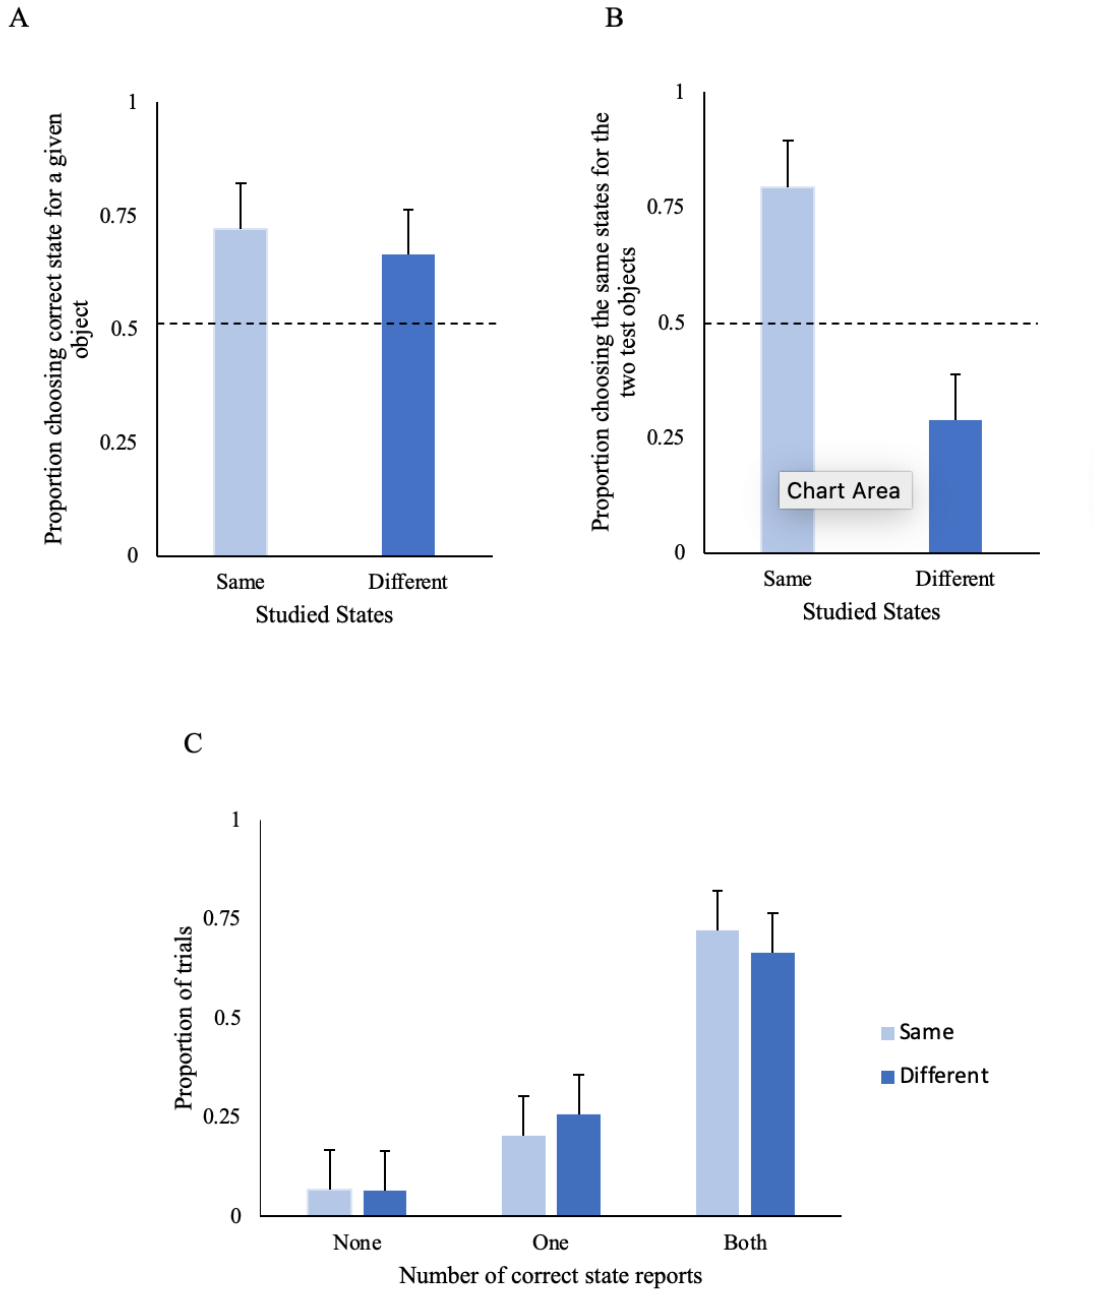 A
Proportion choosing correct state for a given
object
1
0.75
0.5
0.25
0
Same
Different
Studied States
B
Proportion choosing the same states for the
two test objects
1
0.75
0.5
0.25
0
Chart Area
Same
Different
Studied States
C
Proportion of trials
1
0.75
0.5
0.25
0
None
One
Both
Number of correct state reports
Same
Different